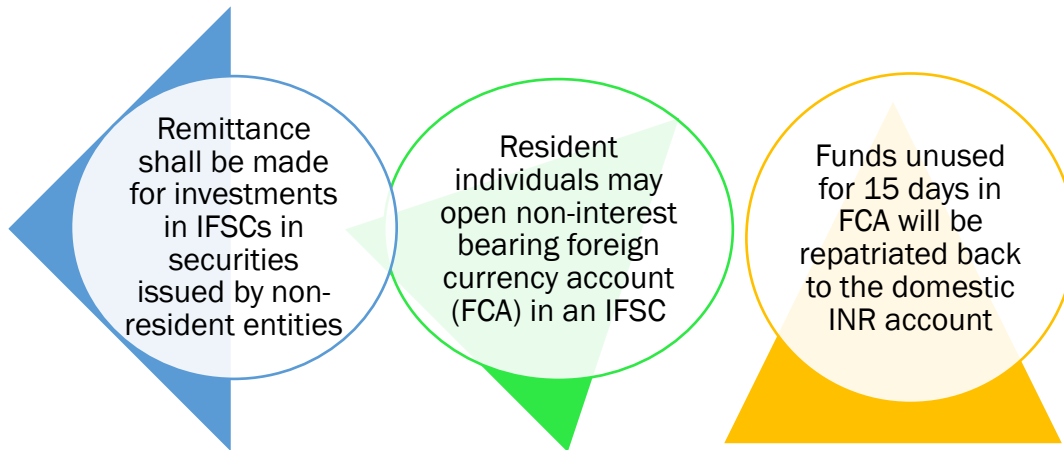 Remittance
shall be made
for investments
in IFSCs in
securities
issued by non-
resident entities
Resident
individuals may
open non-interest
bearing foreign
currency account
(FCA) in an IFSC
Funds unused
for 15 days in
FCA will be
repatriated back
to the domestic
INR account